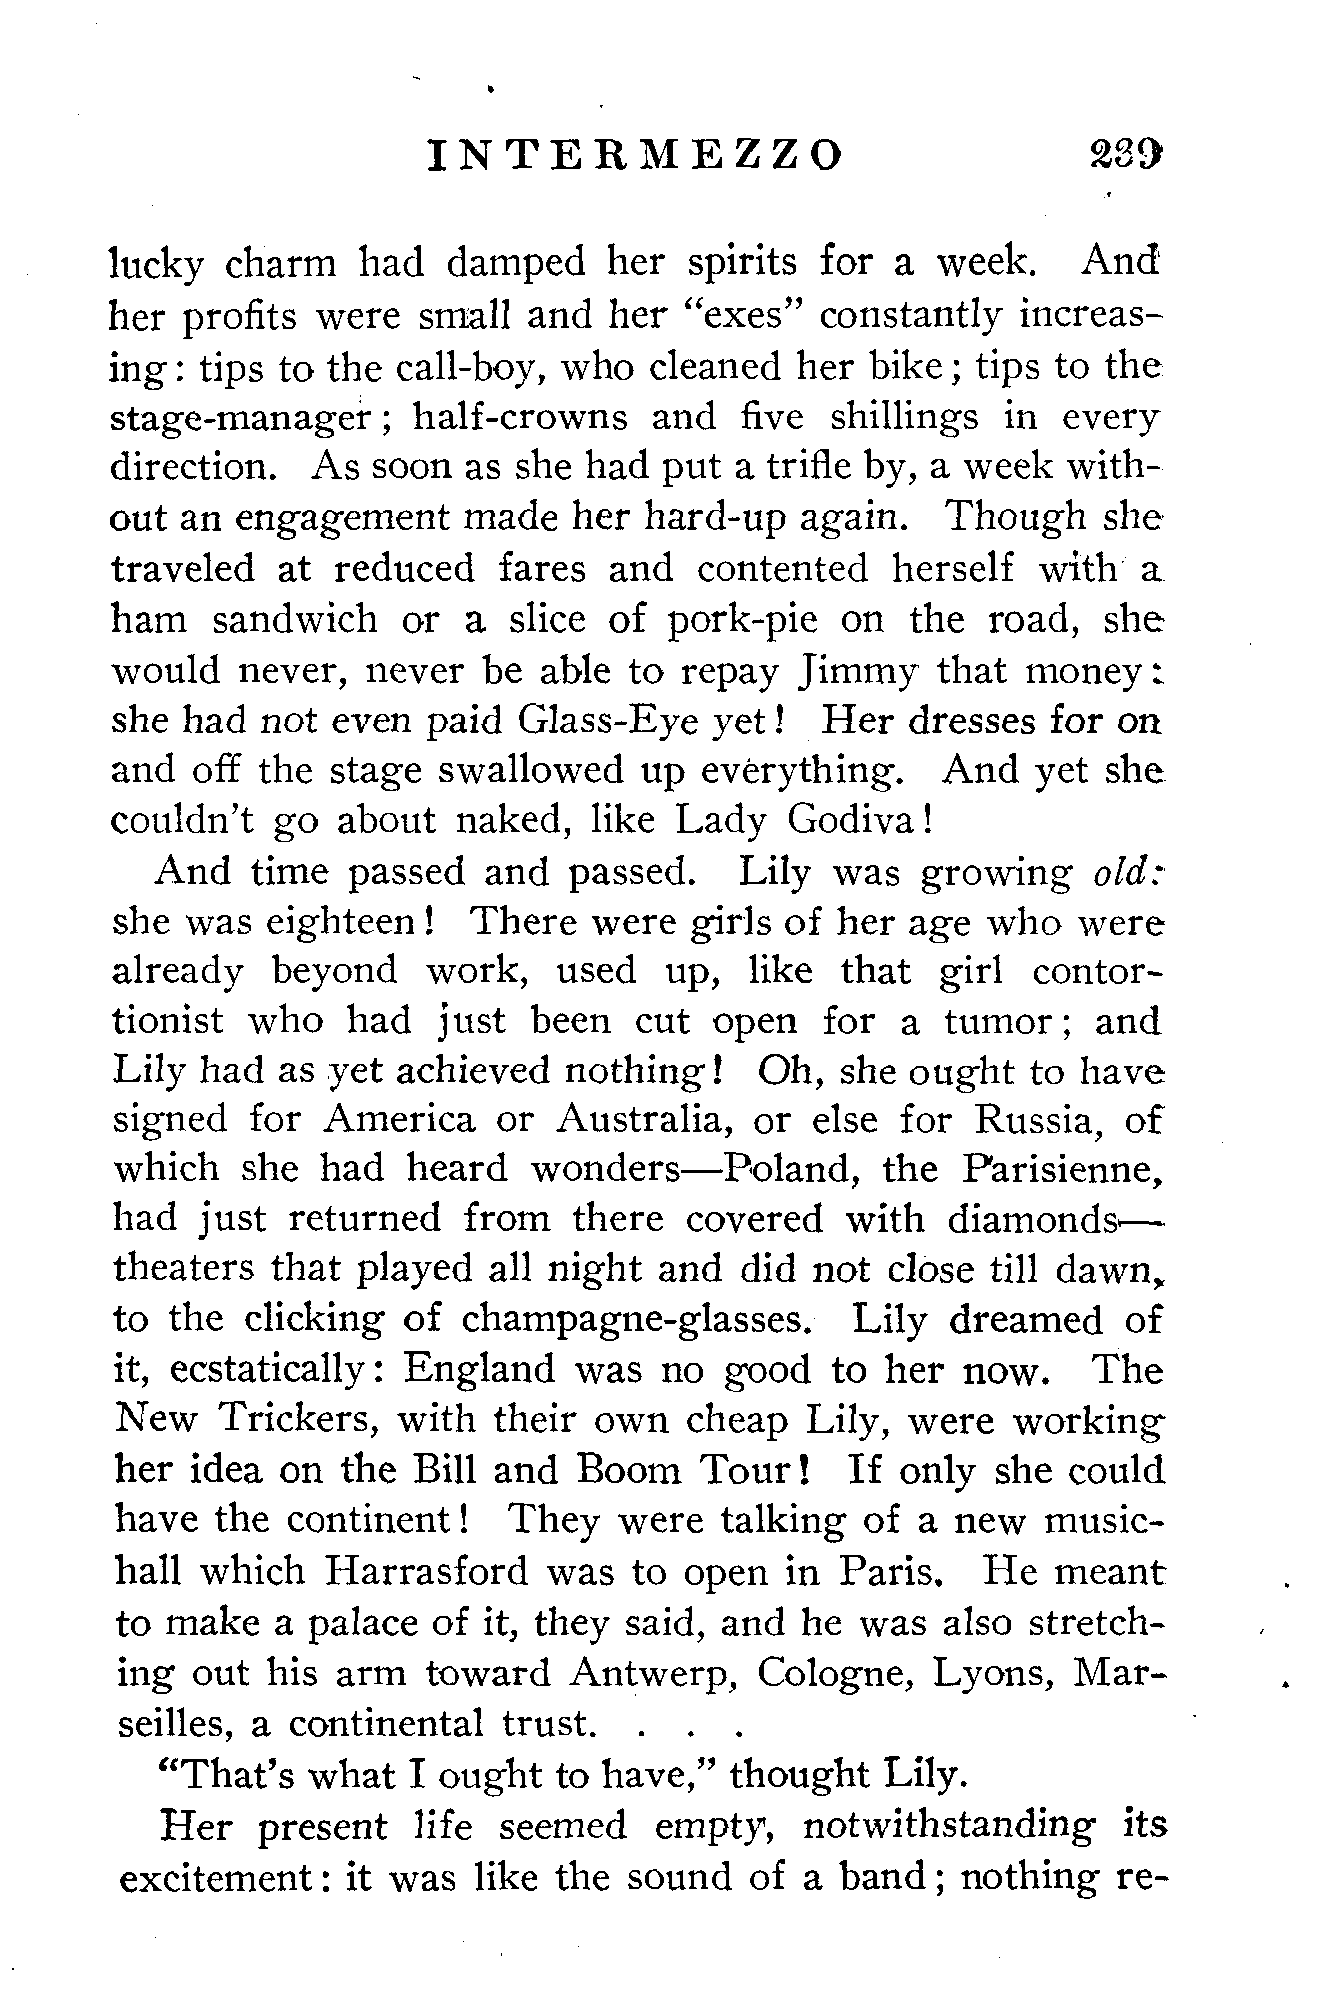 INTERMEZZO 239
lucky charm had damped her spirits for a week. And
her profits were small and her “exes” constantly increas-
ing: tips to the call-boy, who cleaned her bike; tips to the
stage-manager; half-crowns and five shillings in every
direction. As soon as she had put a trifle by, a week with-
out an engagement made her hard-up again. Though she
traveled at reduced fares and contented herself with a
ham sandwich or a slice of pork-pie on the road, she
would never, never be able to repay Jimmy that money:
she had not even paid Glass-Eye yet! Her dresses for on
and off the stage swallowed up everything. And yet she
couldn’t go about naked, like Lady Godiva!
And time passed and passed. Lily was growing old:
she was eighteen! There were girls of her age who were
already beyond work, used up, like that girl contor-
tionist who had just been cut open for a tumor; and
Lily had as yet achieved nothing! Oh, she ought to have
signed for America or Australia, or else for Russia, of
which she had heard wonders—Poland, the Parisienne,
had just returned from there covered with diamonds—
theaters that played all night and did not close till dawn,
to the clicking of champagne-glasses. Lily dreamed of
it, ecstatically: England was no good to her now. The
New Trickers, with their own cheap Lily, were working
her idea on the Bill and Boom Tour! If only she could
have the continent! They were talking of a new music-
hall which Harrasford was to open in Paris. He meant
to make a palace of it, they said, and he was also stretch-
ing out his arm toward Antwerp, Cologne, Lyons, Mar-
seilles, a continental trust. . . .
“That’s what I ought to have,” thought Lily.
Her present life seemed empty, notwithstanding its
excitement: it was like the sound of a band; nothing re-